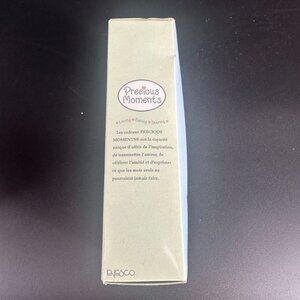 Precious
Moments
Loving • Caring • Sharing
Les cadeaux PRECIOUS
MOMENTS® ont la capacité
unique d'offrir de l'inspiration,
de transmettre l'amour, de
célébrer l'amitié et d'exprimer
ce que les mots seuls ne
pourraient jamais faire.
ENESCO